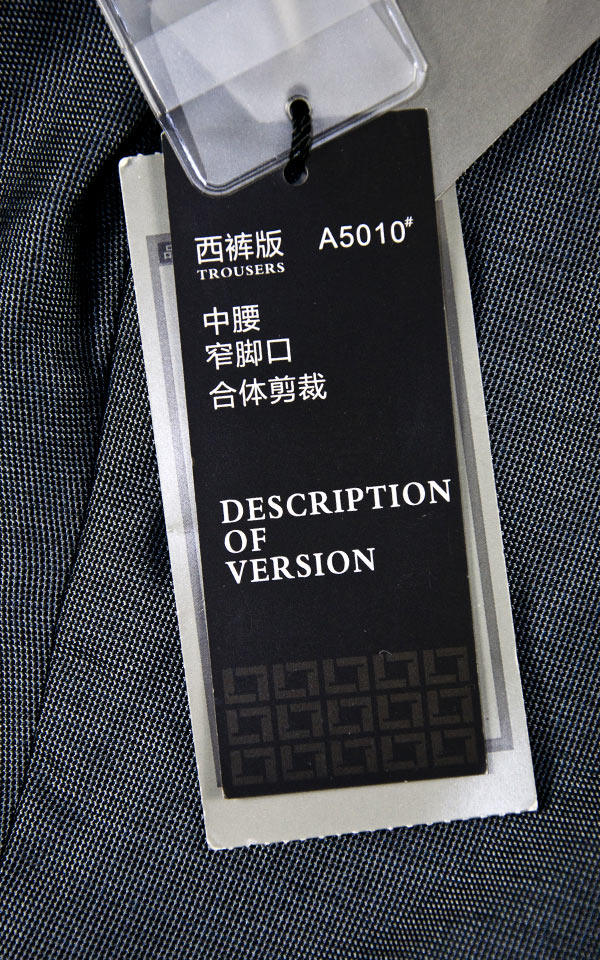 西裤版 A5010#
TROUSERS
中腰
窄脚口
合体剪裁
DESCRIPTION
OF
VERSION